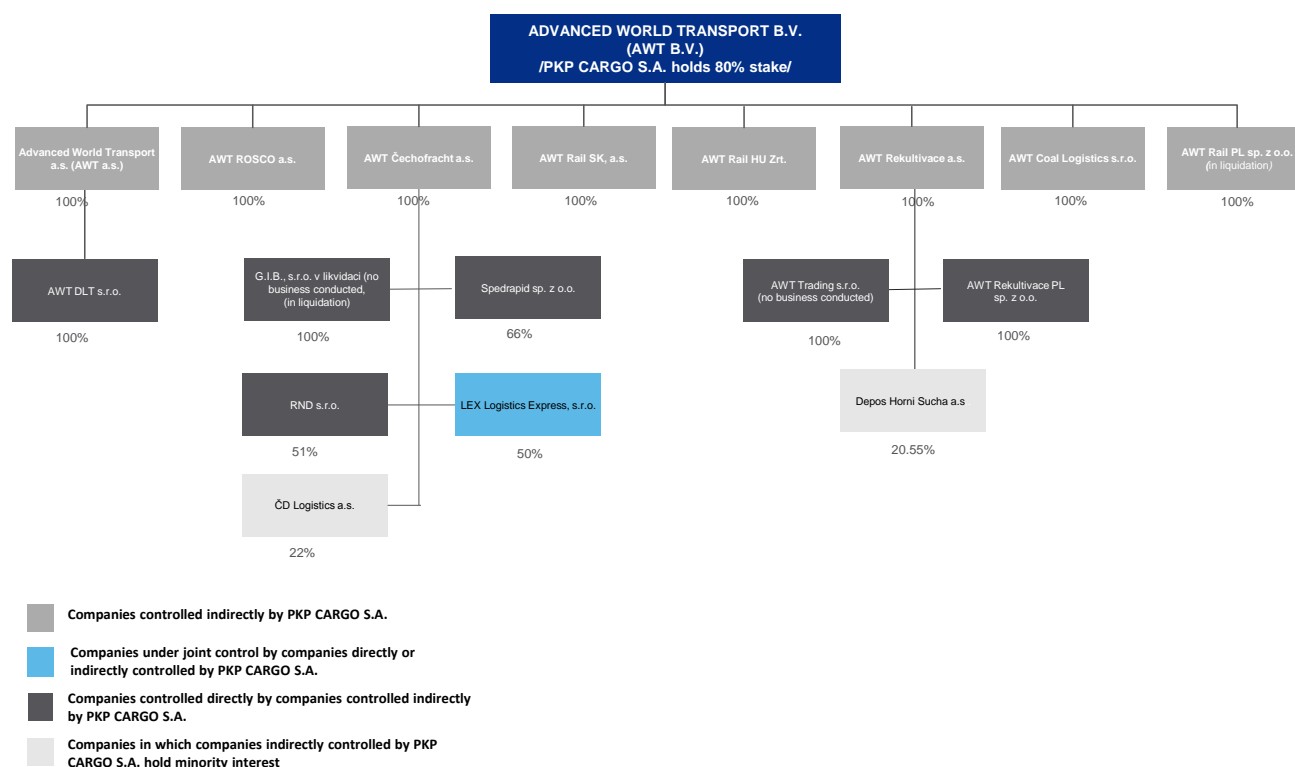 ADVANCED WORLD TRANSPORT B.V.
(AWT B.V.)
/PKP CARGO S.A. holds 80% stake/
Advanced World Transport
a.s. (AWT a.s.)
AWT ROSCO a.s.
AWT Čechofracht a.s.
AWT Rail SK, a.s.
AWT Rail HU Zrt.
AWT Rekultivace a.s.
AWT Coal Logistics s.r.o.
AWT Rail PL sp. z o.o.
(in liquidation)
100%
100%
100%
100%
100%
100%
100%
100%
AWT DLT s.r.o.
100%
G.I.B., s.r.o. v likvidaci (no
business conducted,
(in liquidation)
100%
Spedrapid sp. z o.o.
66%
AWT Trading s.r.o.
(no business conducted)
100%
AWT Rekultivace PL
sp. z o.o.
100%
RND s.r.o.
51%
LEX Logistics Express, s.r.o.
50%
Depos Horni Sucha a.s
20.55%
ČD Logistics a.s.
22%
Companies controlled indirectly by PKP CARGO S.A.
Companies under joint control by companies directly or
indirectly controlled by PKP CARGO S.A.
Companies controlled directly by companies controlled indirectly
by PKP CARGO S.A.
Companies in which companies indirectly controlled by PKP
CARGO S.A. hold minority interest